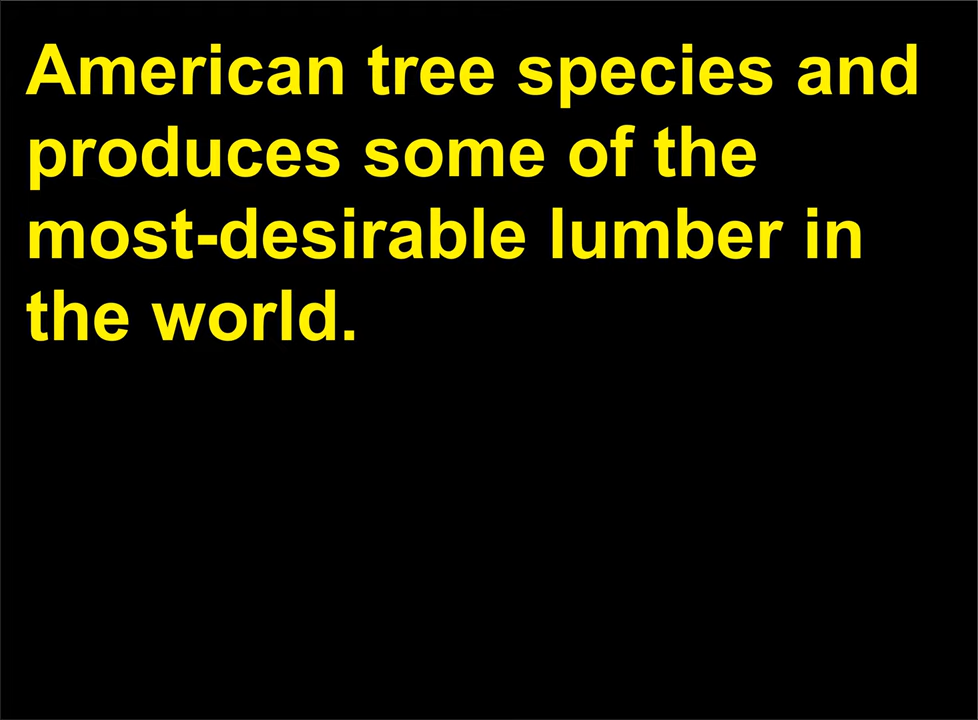 American tree species and
produces some of the
most-desirable lumber in
the world.